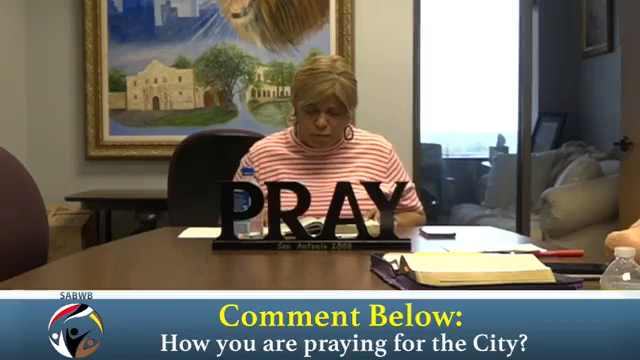 PRAY
San Antonio 2008
SABWB
Comment Below:
How you are praying for the City?